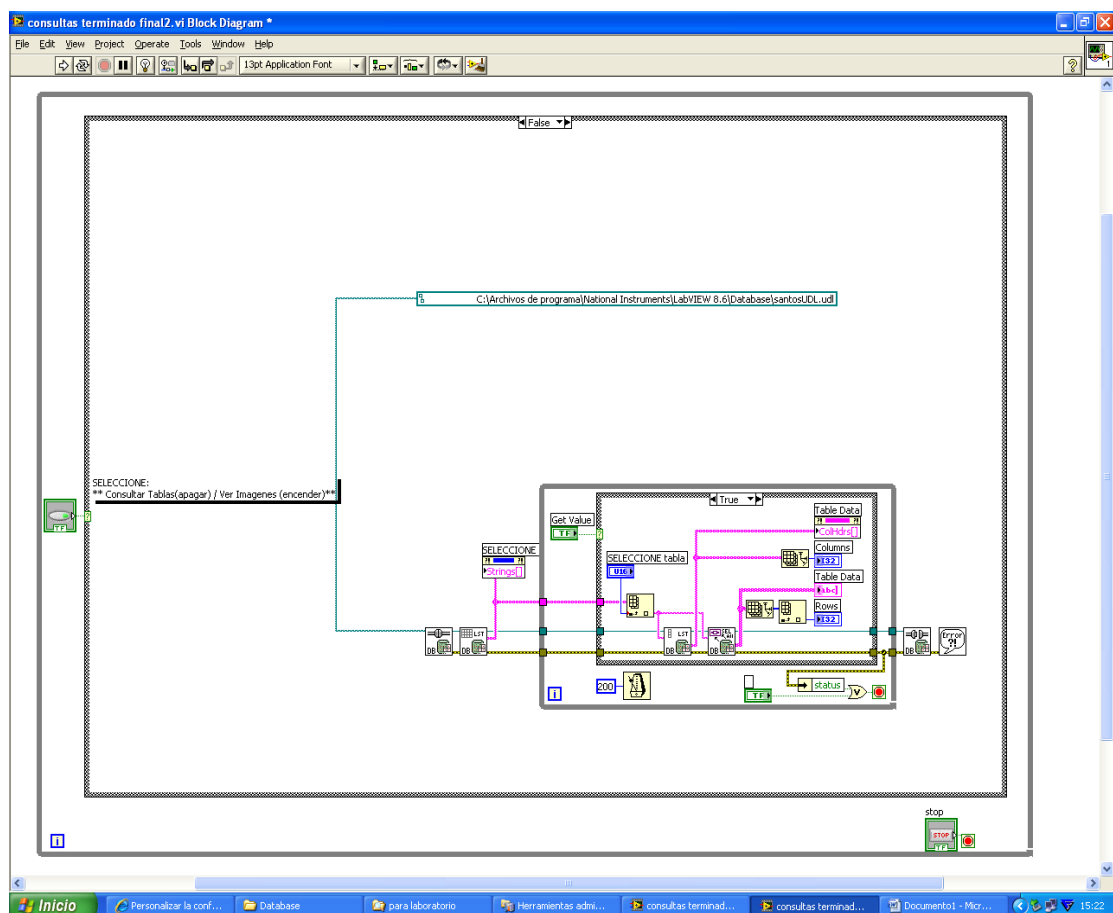 consultas terminado final2.vi Block Diagram *
File Edit View Project Operate Tools Window Help
13pt Application Font
1
False
C:\Archivos de programa\National Instruments\LabVIEW 8.6\Database\santosUDL.udl
SELECCIONE:
** Consultar Tablas(apagar) / Ver Imagenes (encender)**
TF
?
True
Get Value
TF
?
SELECCIONE
Strings[]
SELECCIONE tabla
U16
Table Data
ColHdrs[]
Columns
I32
Table Data
abc
Rows
I32
DB
LST
DB
LST
DB
DB
DB
Error
?!
i
200
TF
status
V
stop
STOP
TF
i
Inicio
Personalizar la conf...
Database
para laboratorio
Herramientas admi...
consultas terminad...
consultas terminad...
Documento1 - Micr...
15:22